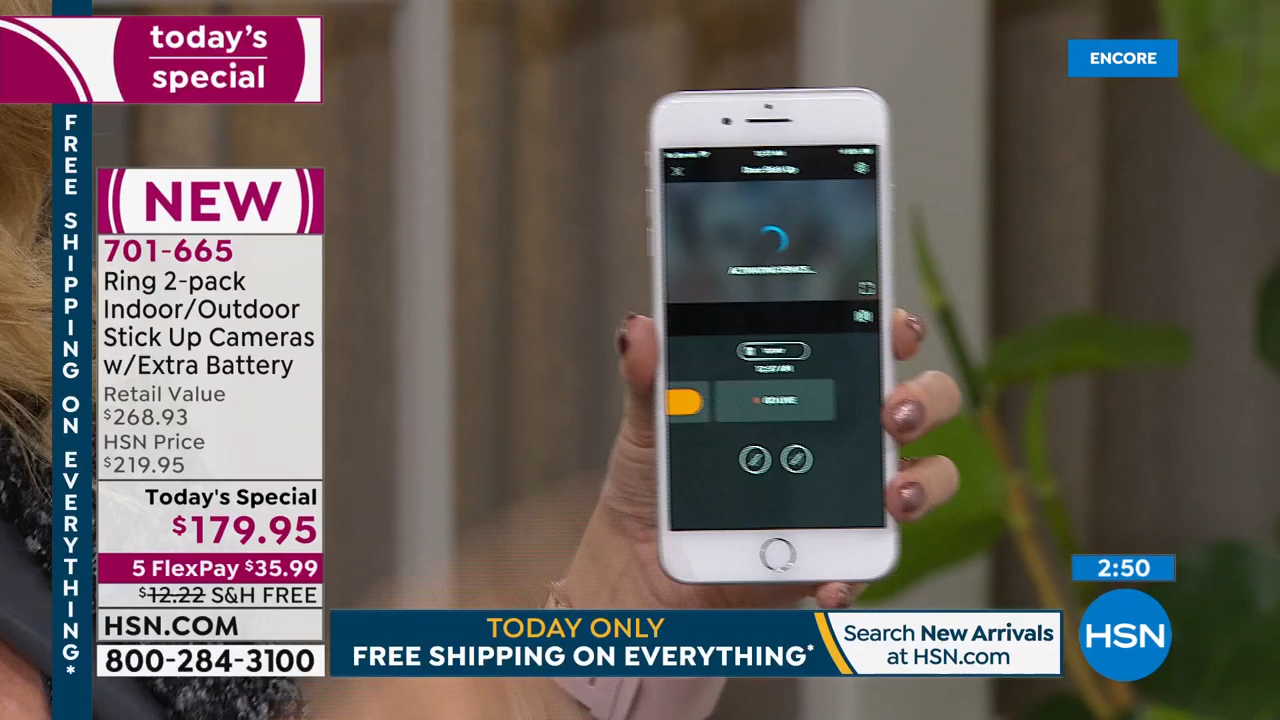 today's
special
ENCORE
FREE SHIPPING ON EVERYTHING*
NEW
701-665
Ring 2-pack
Indoor/Outdoor
Stick Up Cameras
w/Extra Battery
Retail Value
$268.93
HSN Price
$219.95
Today's Special
$179.95
5 FlexPay $35.99
$12.22 S&H FREE
HSN.COM
800-284-3100
TODAY ONLY
FREE SHIPPING ON EVERYTHING*
Search New Arrivals
at HSN.com
2:50
HSN